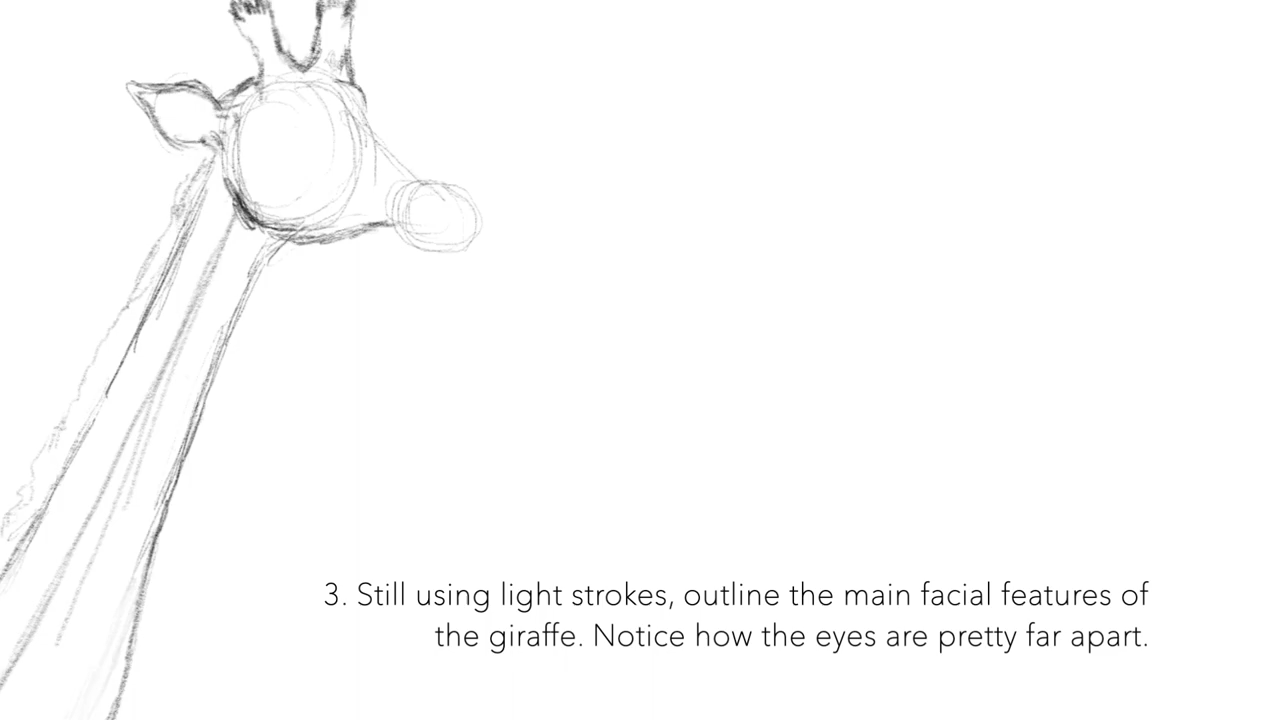 3. Still using light strokes, outline the main facial features of
the giraffe. Notice how the eyes are pretty far apart.